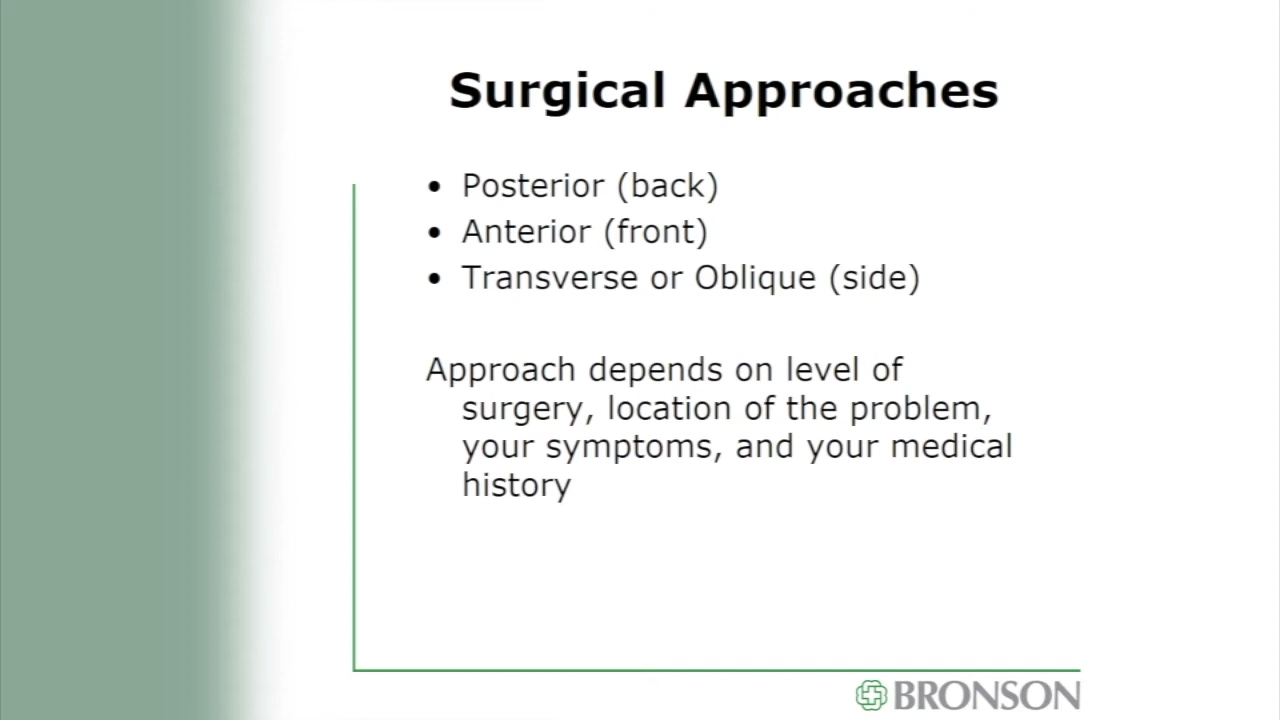 Surgical Approaches
• Posterior (back)
• Anterior (front)
• Transverse or Oblique (side)
Approach depends on level of
surgery, location of the problem,
your symptoms, and your medical
history
BRONSON